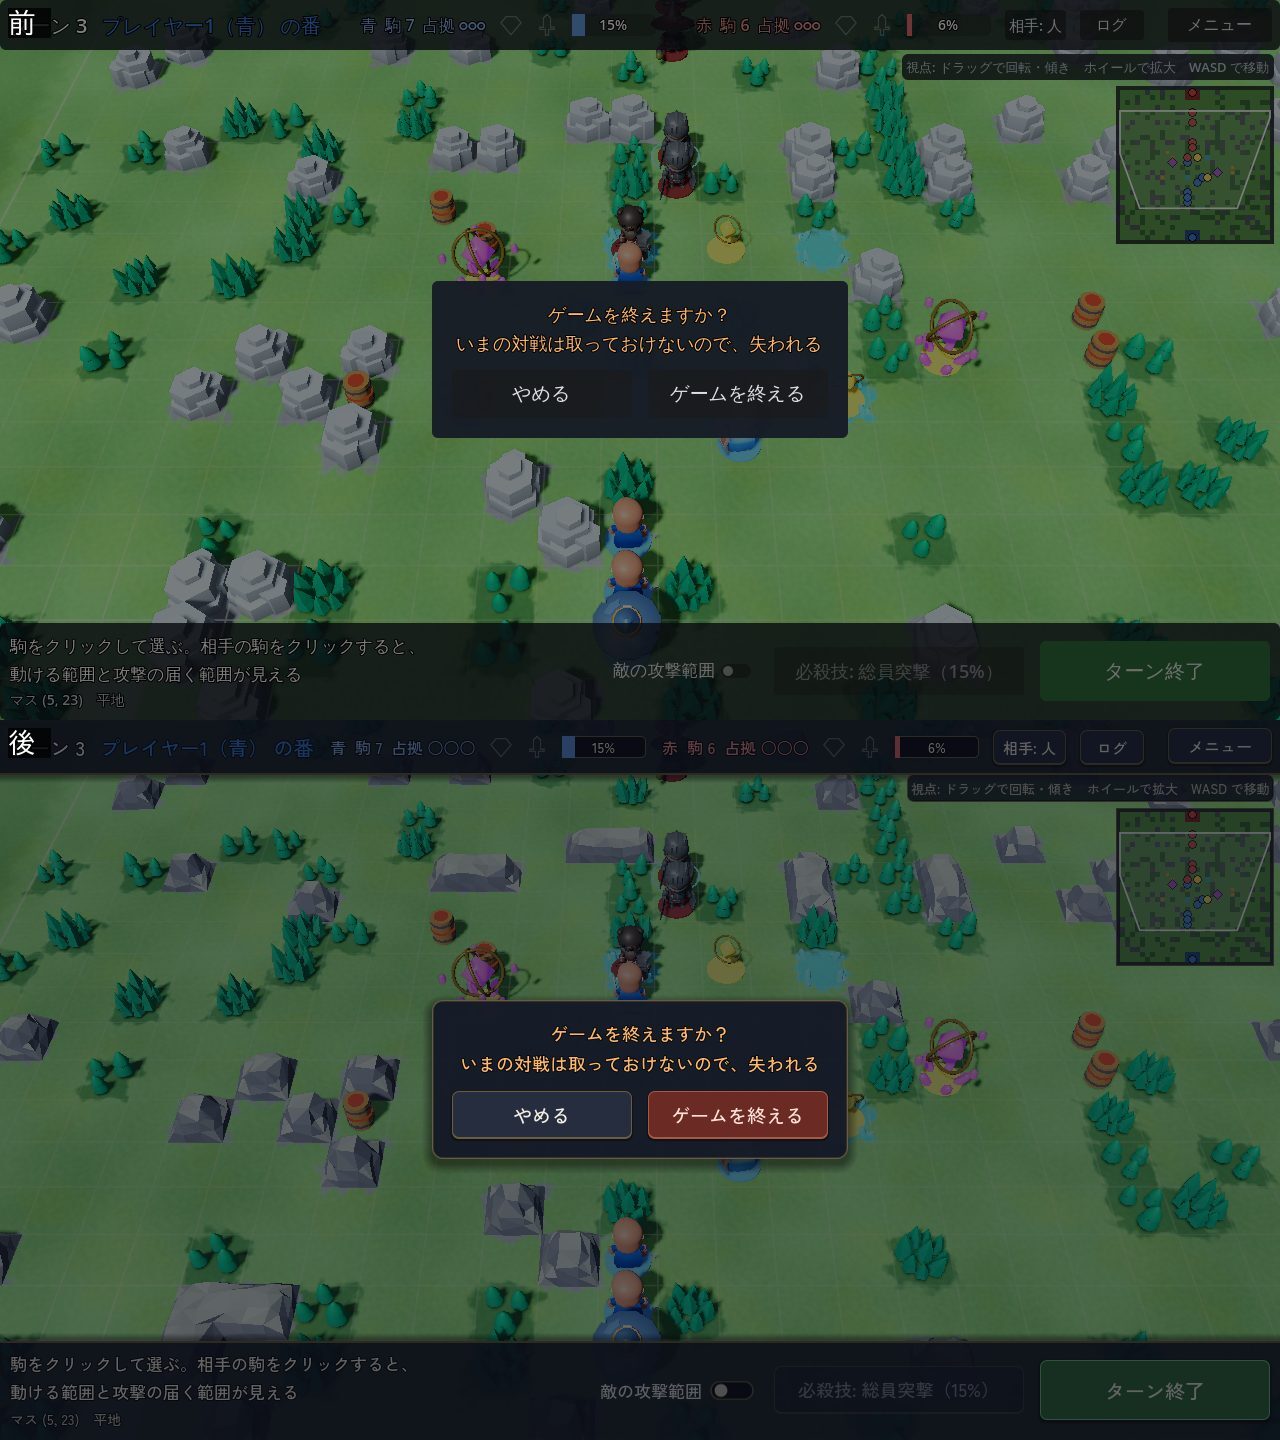 前
ン 3 プレイヤー1（青）の番 青 駒 7 占拠 ○○○ 15% 赤 駒 6 占拠 ○○○ 6% 相手: 人 ログ メニュー
視点: ドラッグで回転・傾き ホイールで拡大 WASD で移動
ゲームを終えますか？
いまの対戦は取っておけないので、失われる
やめる ゲームを終える
駒をクリックして選ぶ。相手の駒をクリックすると、
動ける範囲と攻撃の届く範囲が見える
マス (5, 23) 平地
敵の攻撃範囲 必殺技: 総員突撃（15%） ターン終了
後
ン 3 プレイヤー1（青）の番 青 駒 7 占拠 ○○○ 15% 赤 駒 6 占拠 ○○○ 6% 相手: 人 ログ メニュー
視点: ドラッグで回転・傾き ホイールで拡大 WASD で移動
ゲームを終えますか？
いまの対戦は取っておけないので、失われる
やめる ゲームを終える
駒をクリックして選ぶ。相手の駒をクリックすると、
動ける範囲と攻撃の届く範囲が見える
マス (5, 23) 平地
敵の攻撃範囲 必殺技: 総員突撃（15%） ターン終了